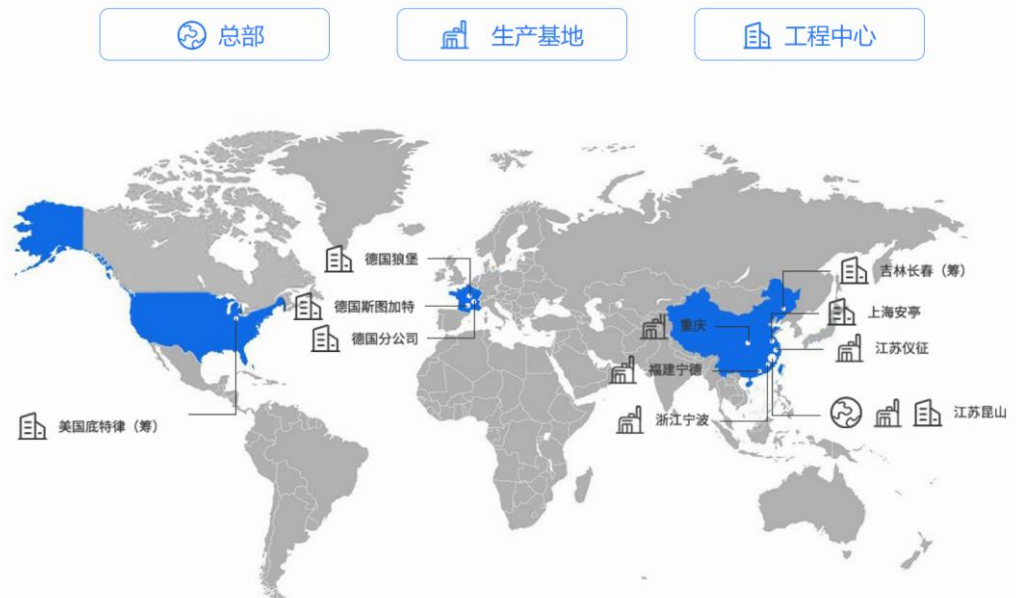 总部
生产基地
工程中心
德国狼堡
德国斯图加特
德国分公司
美国底特律（筹）
吉林长春（筹）
上海安亭
重庆
江苏仪征
福建宁德
浙江宁波
江苏昆山